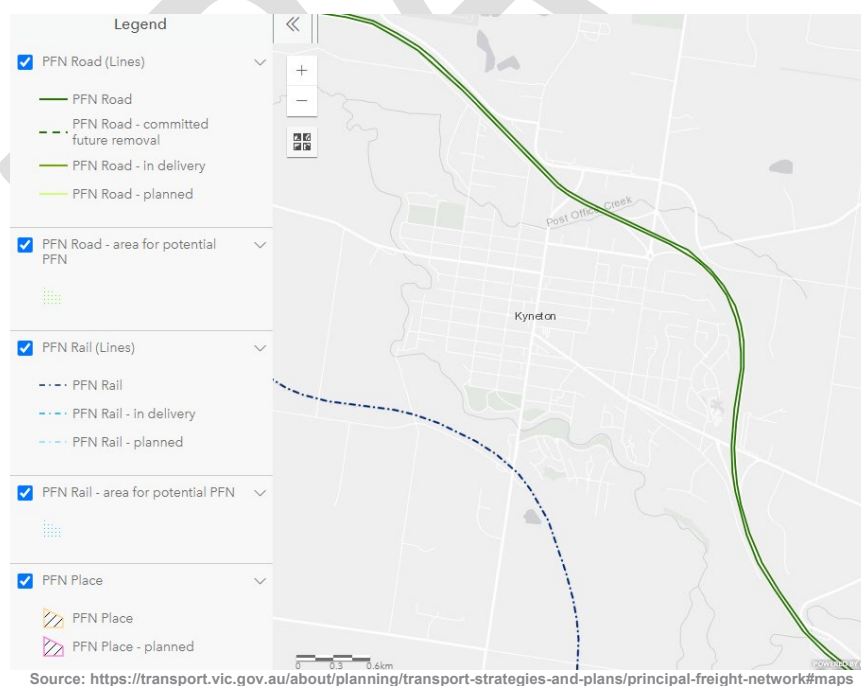 Legend
PFN Road (Lines)
PFN Road
PFN Road - committed
future removal
PFN Road - in delivery
PFN Road - planned
PFN Road - area for potential
PFN
PFN Rail (Lines)
PFN Rail
PFN Rail - in delivery
PFN Rail - planned
PFN Rail - area for potential PFN
PFN Place
PFN Place
PFN Place - planned
Post Office Creek
Kyneton
0 0.3 0.6km
POWERED BY
Source: https://transport.vic.gov.au/about/planning/transport-strategies-and-plans/principal-freight-network#maps